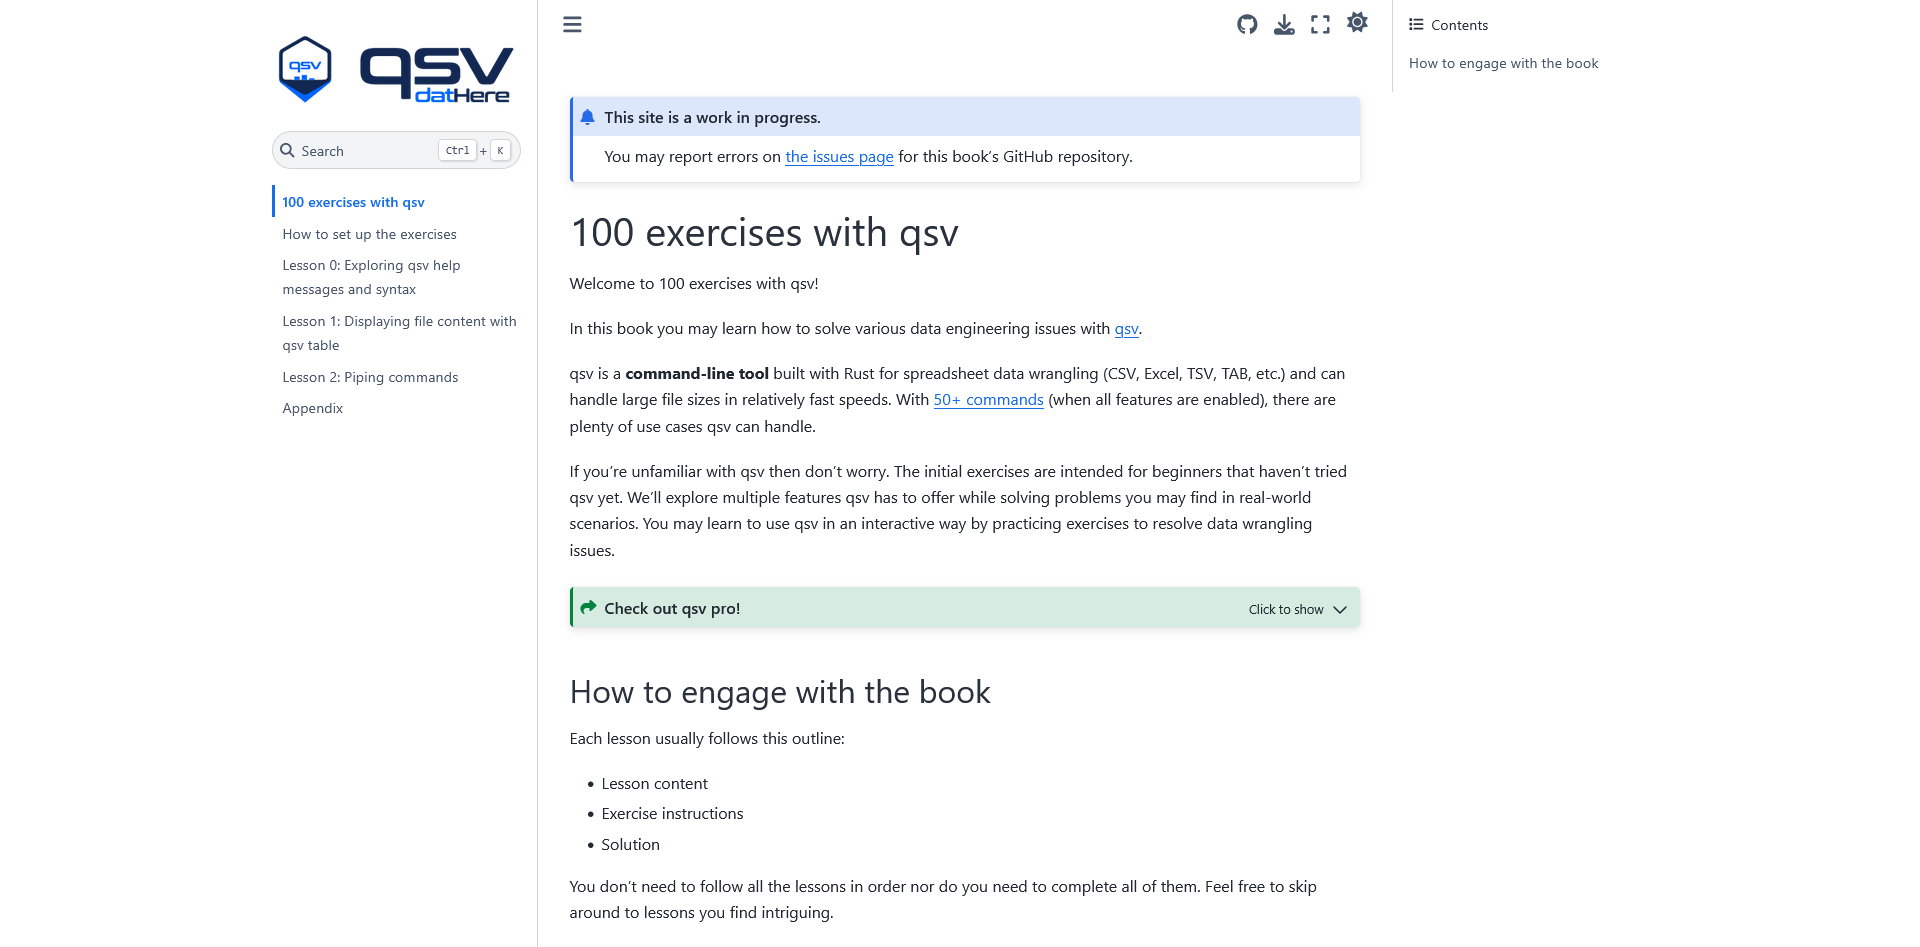 qsv
qsv
datHere
Search
Ctrl + K
100 exercises with qsv
How to set up the exercises
Lesson 0: Exploring qsv help
messages and syntax
Lesson 1: Displaying file content with
qsv table
Lesson 2: Piping commands
Appendix
This site is a work in progress.
You may report errors on the issues page for this book’s GitHub repository.
100 exercises with qsv
Welcome to 100 exercises with qsv!
In this book you may learn how to solve various data engineering issues with qsv.
qsv is a command-line tool built with Rust for spreadsheet data wrangling (CSV, Excel, TSV, TAB, etc.) and can
handle large file sizes in relatively fast speeds. With 50+ commands (when all features are enabled), there are
plenty of use cases qsv can handle.
If you’re unfamiliar with qsv then don’t worry. The initial exercises are intended for beginners that haven’t tried
qsv yet. We’ll explore multiple features qsv has to offer while solving problems you may find in real-world
scenarios. You may learn to use qsv in an interactive way by practicing exercises to resolve data wrangling
issues.
Check out qsv pro!
Click to show
How to engage with the book
Each lesson usually follows this outline:
• Lesson content
• Exercise instructions
• Solution
You don’t need to follow all the lessons in order nor do you need to complete all of them. Feel free to skip
around to lessons you find intriguing.
Contents
How to engage with the book